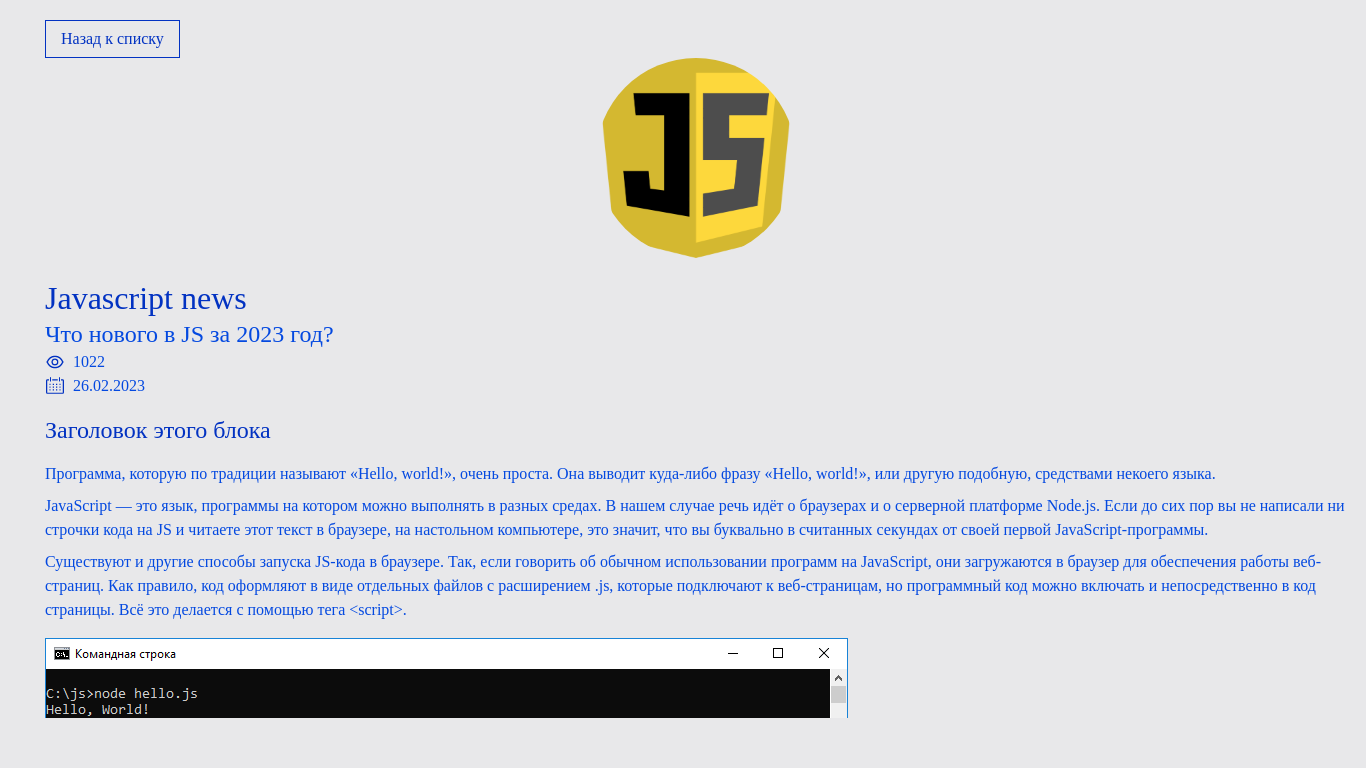 Назад к списку
JS
Javascript news
Что нового в JS за 2023 год?
1022
26.02.2023
Заголовок этого блока
Программа, которую по традиции называют «Hello, world!», очень проста. Она выводит куда-либо фразу «Hello, world!», или другую подобную, средствами некоего языка.
JavaScript — это язык, программы на котором можно выполнять в разных средах. В нашем случае речь идёт о браузерах и о серверной платформе Node.js. Если до сих пор вы не написали ни
строчки кода на JS и читаете этот текст в браузере, на настольном компьютере, это значит, что вы буквально в считанных секундах от своей первой JavaScript-программы.
Существуют и другие способы запуска JS-кода в браузере. Так, если говорить об обычном использовании программ на JavaScript, они загружаются в браузер для обеспечения работы веб-
страниц. Как правило, код оформляют в виде отдельных файлов с расширением .js, которые подключают к веб-страницам, но программный код можно включать и непосредственно в код
страницы. Всё это делается с помощью тега <script>.
Командная строка
C:\js>node hello.js
Hello, World!